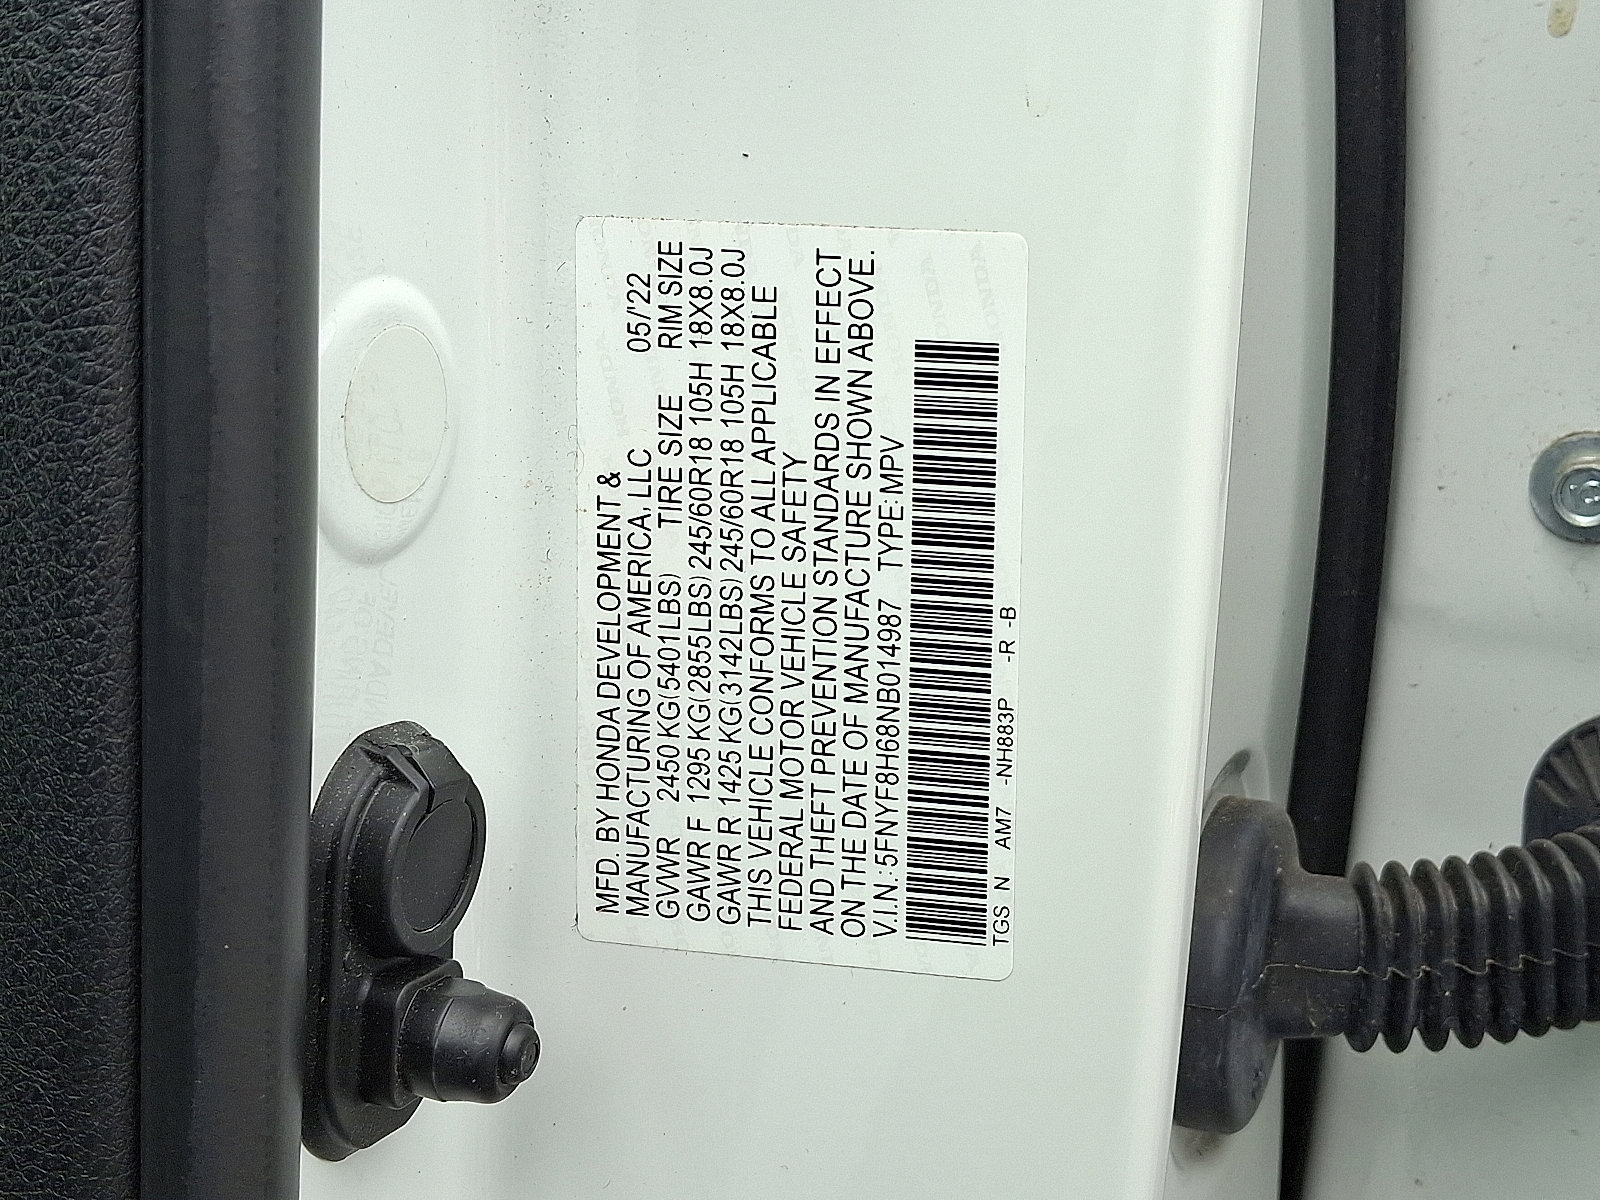 MFD. BY HONDA DEVELOPMENT &
MANUFACTURING OF AMERICA, LLC 05/'22
GVWR 2450 KG(5401LBS) TIRE SIZE RIM SIZE
GAWR F 1295 KG(2855LBS) 245/60R18 105H 18X8.0J
GAWR R 1425 KG(3142LBS) 245/60R18 105H 18X8.0J
THIS VEHICLE CONFORMS TO ALL APPLICABLE
FEDERAL MOTOR VEHICLE SAFETY
AND THEFT PREVENTION STANDARDS IN EFFECT
ON THE DATE OF MANUFACTURE SHOWN ABOVE.
V.I.N.:5FNYF8H68NB014987 TYPE: MPV
TGS N AM7 -NH883P -R -B